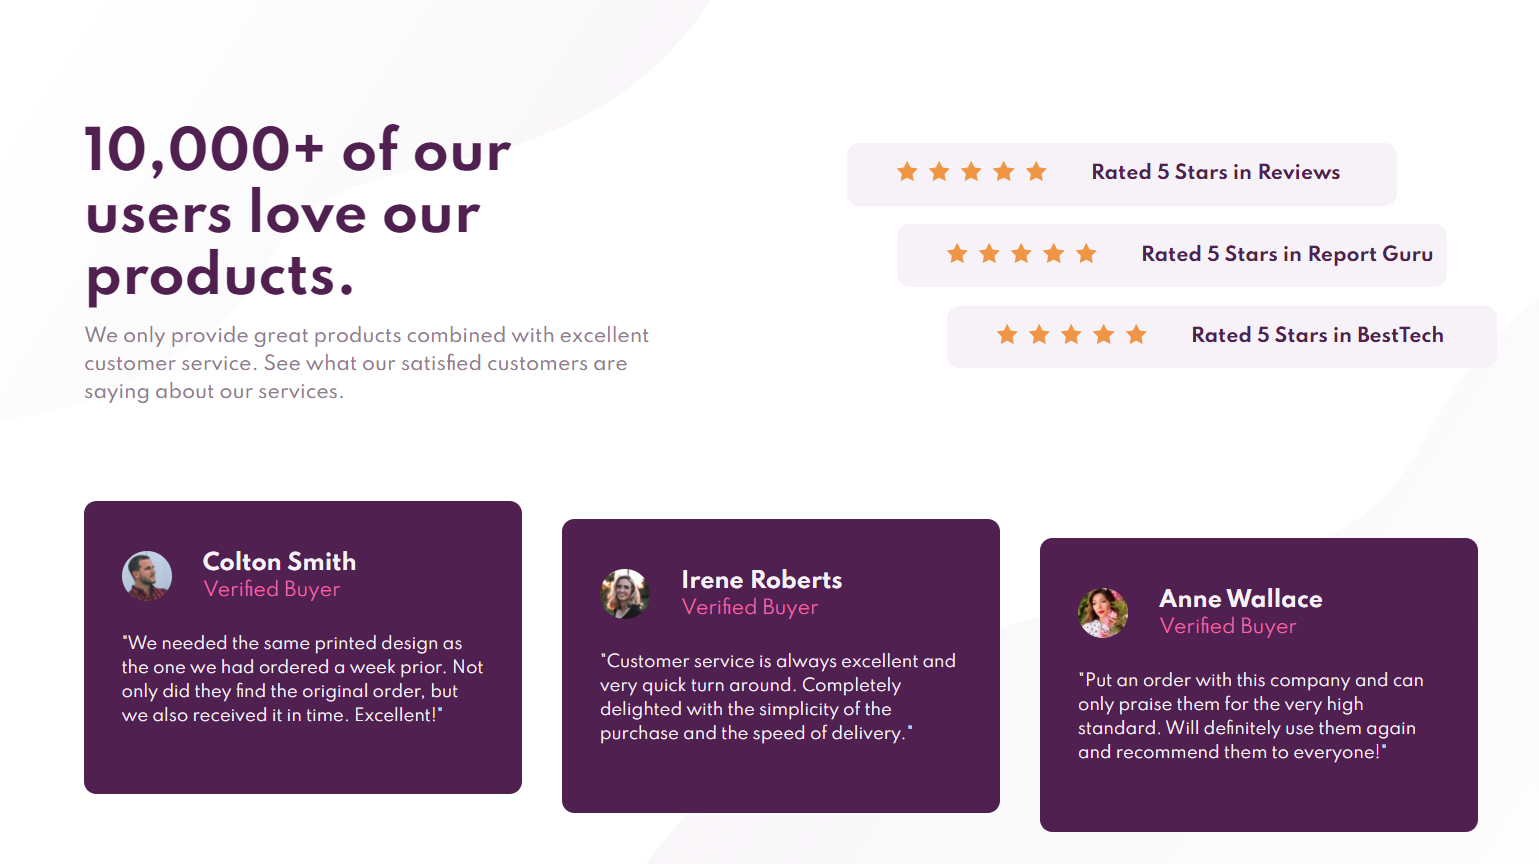 10,000+ of our
users love our
products.
We only provide great products combined with excellent
customer service. See what our satisfied customers are
saying about our services.
Rated 5 Stars in Reviews
Rated 5 Stars in Report Guru
Rated 5 Stars in BestTech
Colton Smith
Verified Buyer
"We needed the same printed design as
the one we had ordered a week prior. Not
only did they find the original order, but
we also received it in time. Excellent!"
Irene Roberts
Verified Buyer
"Customer service is always excellent and
very quick turn around. Completely
delighted with the simplicity of the
purchase and the speed of delivery."
Anne Wallace
Verified Buyer
"Put an order with this company and can
only praise them for the very high
standard. Will definitely use them again
and recommend them to everyone!"